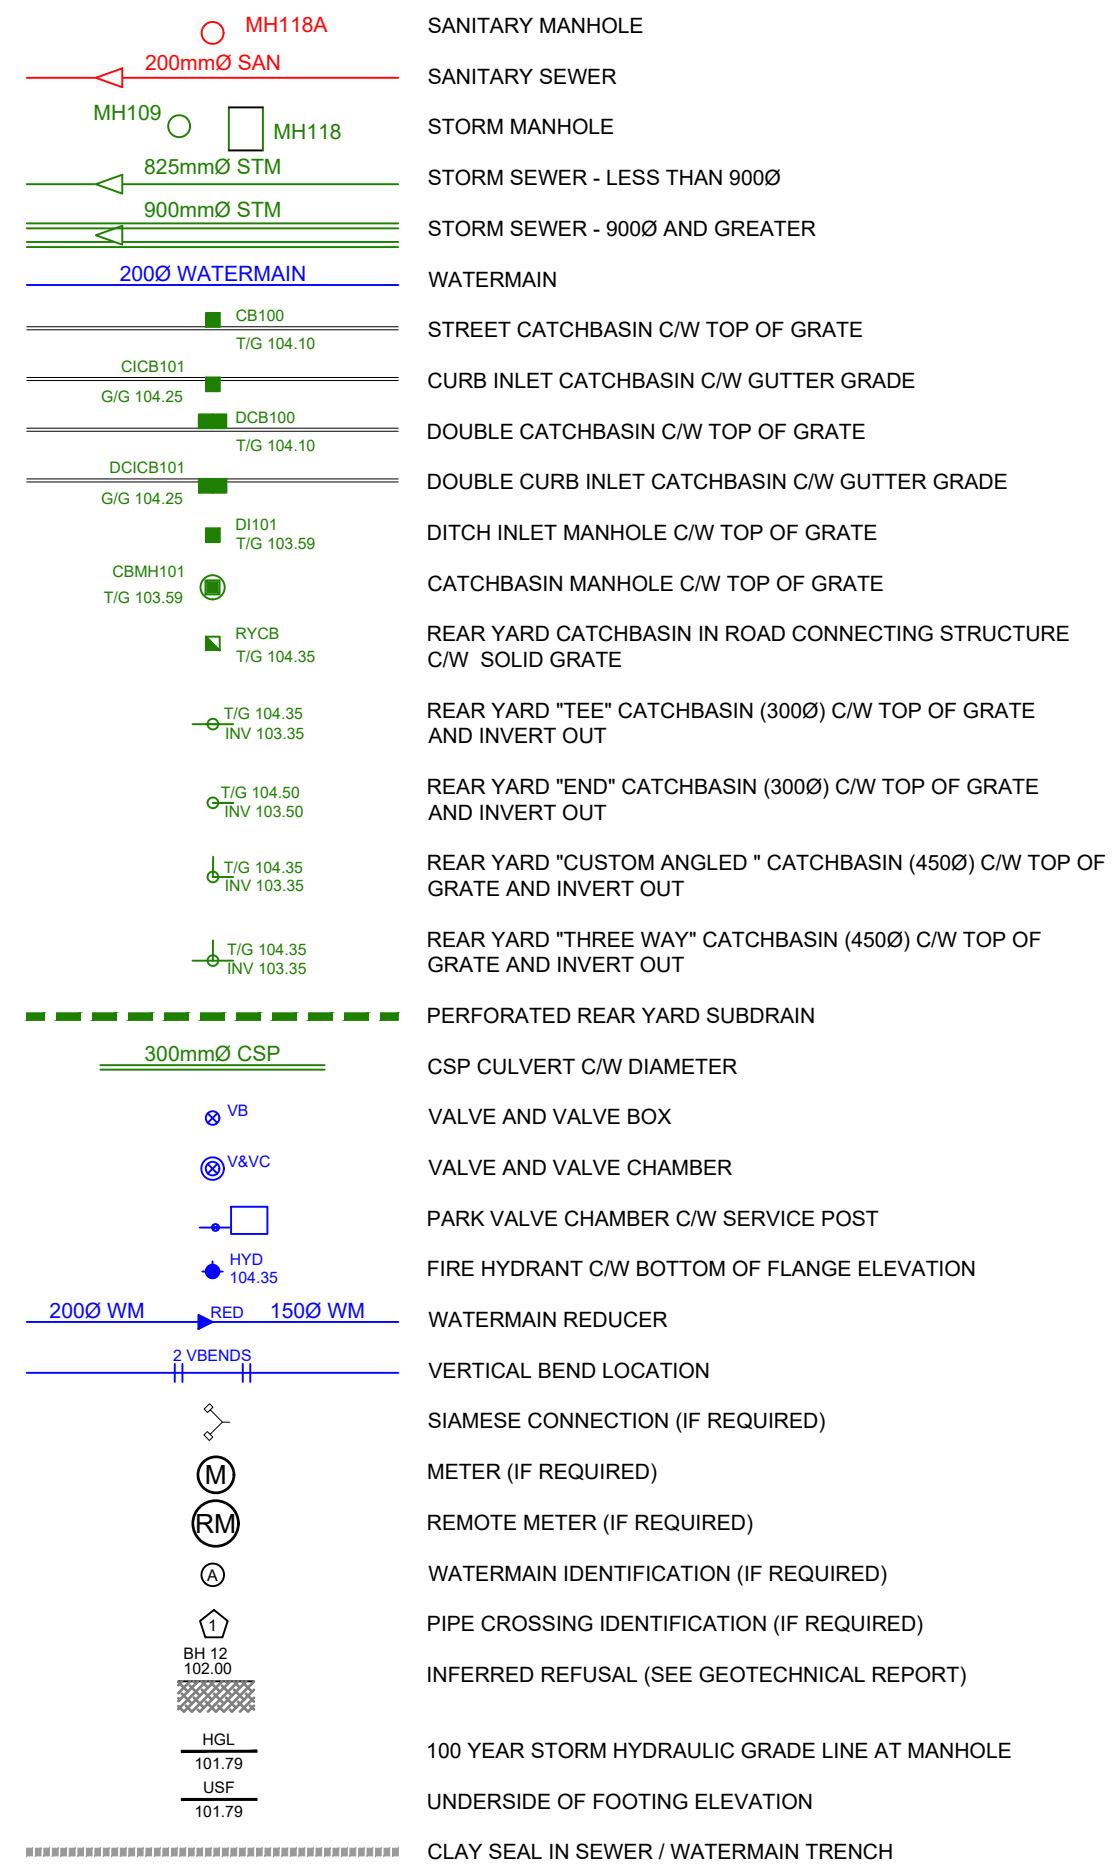 MH118A SANITARY MANHOLE
200mmØ SAN SANITARY SEWER
MH109 MH118 STORM MANHOLE
825mmØ STM STORM SEWER - LESS THAN 900Ø
900mmØ STM STORM SEWER - 900Ø AND GREATER
200Ø WATERMAIN WATERMAIN
CB100
T/G 104.10
STREET CATCHBASIN C/W TOP OF GRATE
CICB101
G/G 104.25
CURB INLET CATCHBASIN C/W GUTTER GRADE
DCB100
T/G 104.10
DOUBLE CATCHBASIN C/W TOP OF GRATE
DCICB101
G/G 104.25
DOUBLE CURB INLET CATCHBASIN C/W GUTTER GRADE
DI101
T/G 103.59
DITCH INLET MANHOLE C/W TOP OF GRATE
CBMH101
T/G 103.59
CATCHBASIN MANHOLE C/W TOP OF GRATE
RYCB
T/G 104.35
REAR YARD CATCHBASIN IN ROAD CONNECTING STRUCTURE
C/W SOLID GRATE
T/G 104.35
INV 103.35
REAR YARD "TEE" CATCHBASIN (300Ø) C/W TOP OF GRATE
AND INVERT OUT
T/G 104.50
INV 103.50
REAR YARD "END" CATCHBASIN (300Ø) C/W TOP OF GRATE
AND INVERT OUT
T/G 104.35
INV 103.35
REAR YARD "CUSTOM ANGLED " CATCHBASIN (450Ø) C/W TOP OF
GRATE AND INVERT OUT
T/G 104.35
INV 103.35
REAR YARD "THREE WAY" CATCHBASIN (450Ø) C/W TOP OF
GRATE AND INVERT OUT
PERFORATED REAR YARD SUBDRAIN
300mmØ CSP CSP CULVERT C/W DIAMETER
VB VALVE AND VALVE BOX
V&VC VALVE AND VALVE CHAMBER
PARK VALVE CHAMBER C/W SERVICE POST
HYD
104.35
FIRE HYDRANT C/W BOTTOM OF FLANGE ELEVATION
200Ø WM RED 150Ø WM WATERMAIN REDUCER
2 VBENDS VERTICAL BEND LOCATION
SIAMESE CONNECTION (IF REQUIRED)
M METER (IF REQUIRED)
RM REMOTE METER (IF REQUIRED)
A WATERMAIN IDENTIFICATION (IF REQUIRED)
1 PIPE CROSSING IDENTIFICATION (IF REQUIRED)
BH 12
102.00
INFERRED REFUSAL (SEE GEOTECHNICAL REPORT)
HGL
101.79
100 YEAR STORM HYDRAULIC GRADE LINE AT MANHOLE
USF
101.79
UNDERSIDE OF FOOTING ELEVATION
CLAY SEAL IN SEWER / WATERMAIN TRENCH